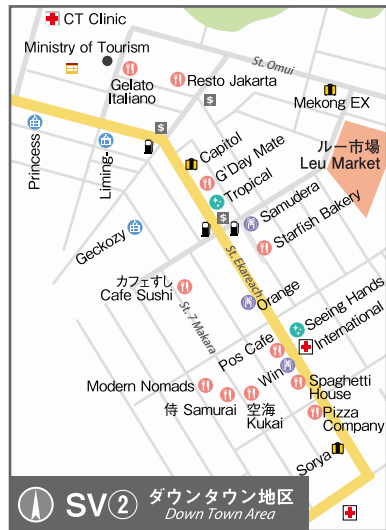 CT Clinic
Ministry of Tourism
Gelato
Italiano
Resto Jakarta
St. Omui
Mekong EX
$
$
Princess
Liming-
Capitol
G'Day Mate
Tropical
ルー市場
Leu Market
$
Samudera
Starfish Bakery
Geckozy
St. Ekareach
カフェすし
Cafe Sushi
Orange
St. 7 Makara
Seeing Hands
International
Pos Cafe
Win
Modern Nomads
Spaghetti
House
侍 Samurai
空海
Kukai
Pizza
Company
Sorya
SV② ダウンタウン地区
Down Town Area